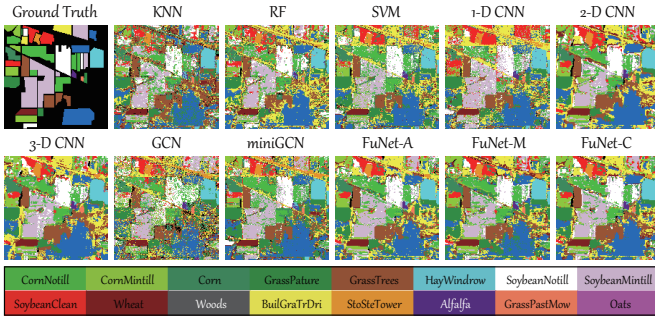 Ground Truth KNN RF SVM 1-D CNN 2-D CNN
3-D CNN GCN miniGCN FuNet-A FuNet-M FuNet-C
CornNotill CornMintill Corn GrassPature GrassTrees HayWindrow SoybeanNotill SoybeanMintill
SoybeanClean Wheat Woods BuilGraTrDri StoSteTower Alfalfa GrassPastMow Oats